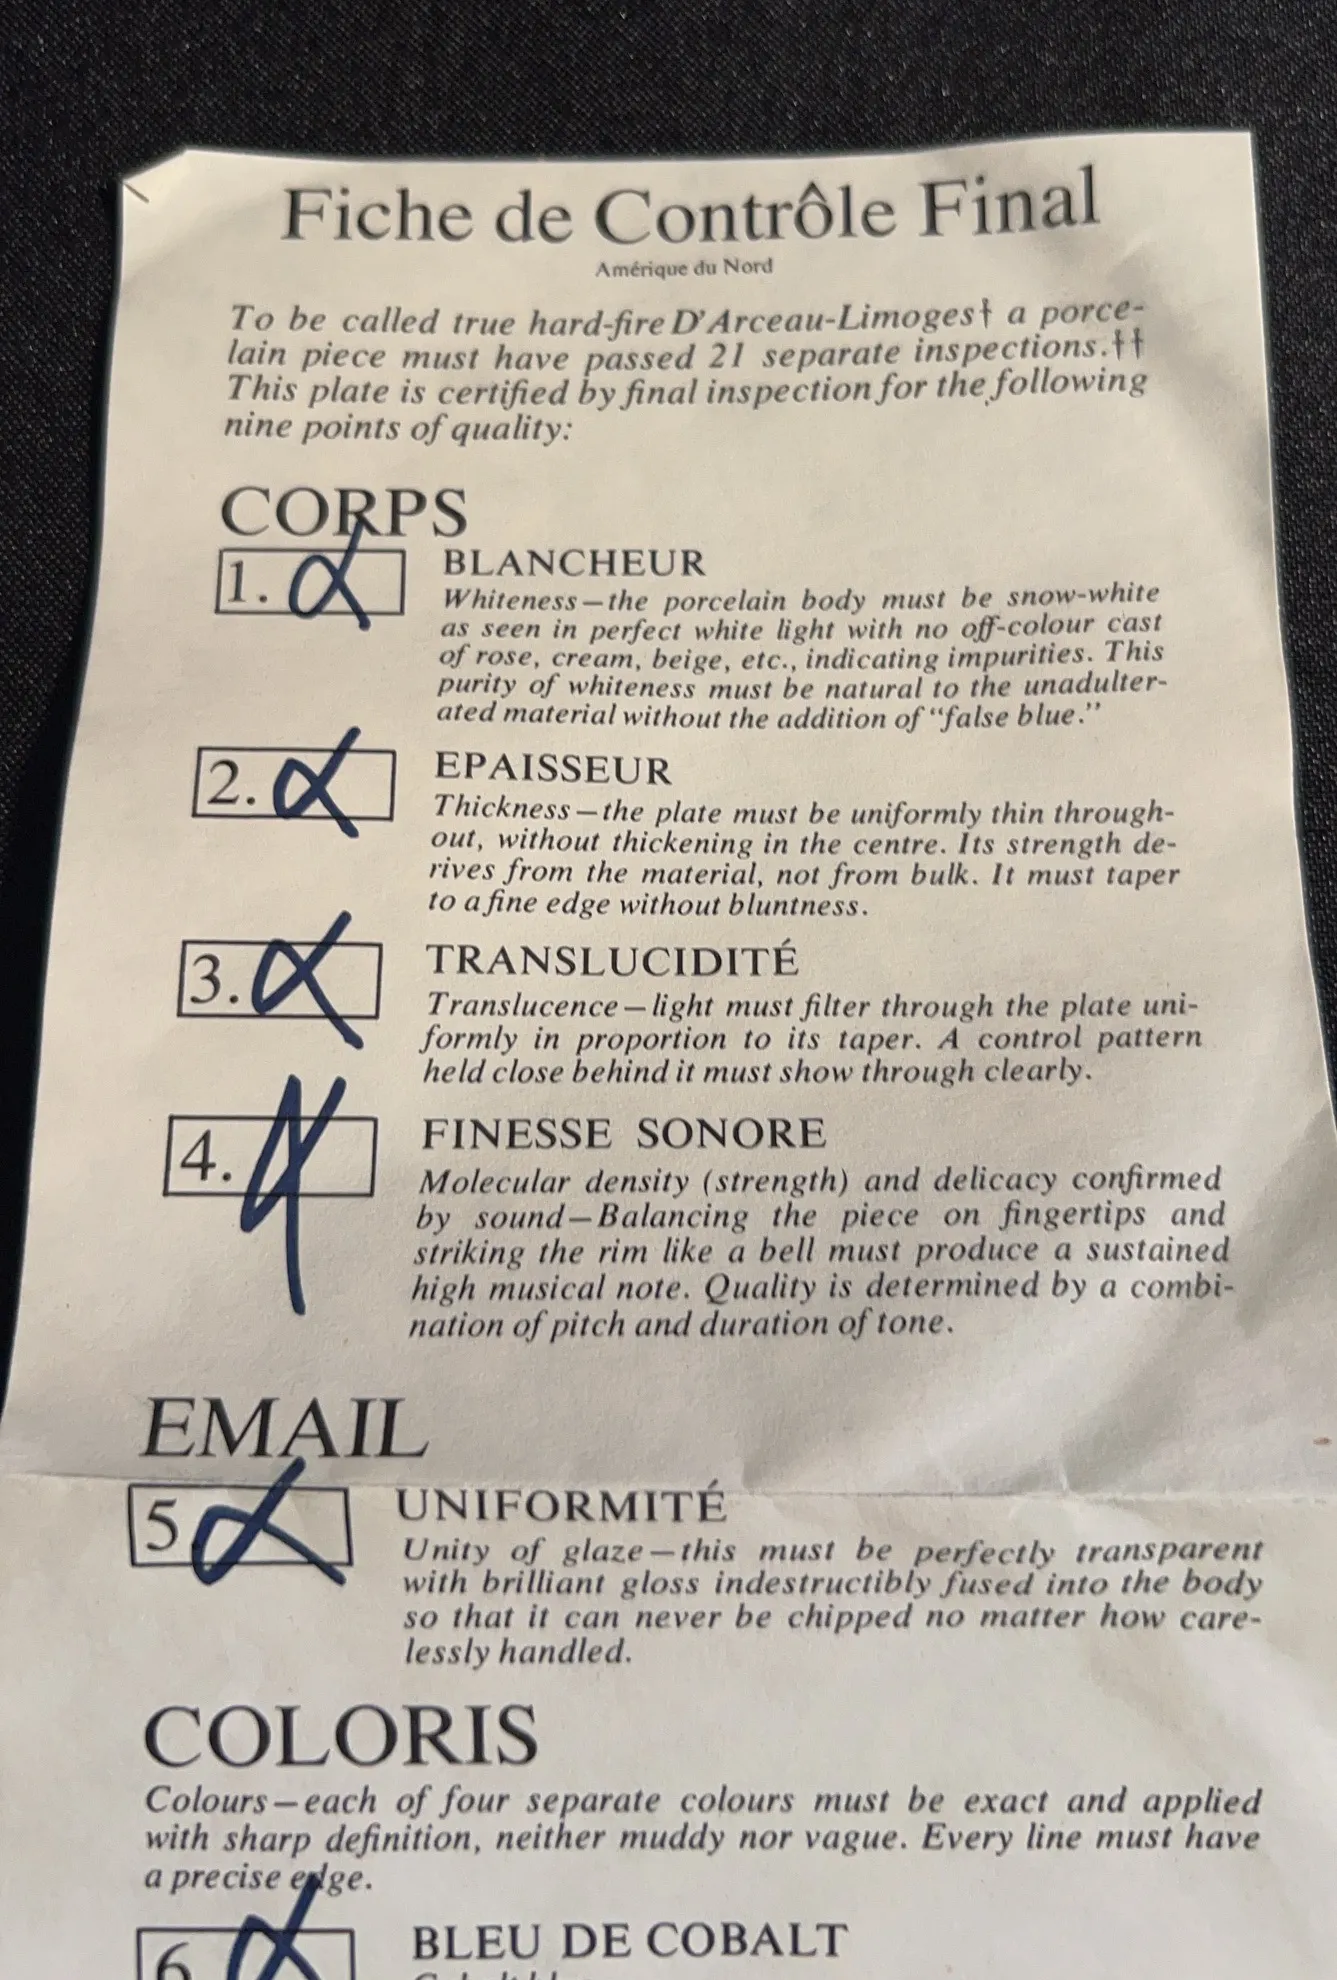 Fiche de Contrôle Final
Amérique du Nord
To be called true hard-fire D'Arceau-Limoges† a porce-
lain piece must have passed 21 separate inspections.††
This plate is certified by final inspection for the following
nine points of quality:
CORPS
1. BLANCHEUR
Whiteness—the porcelain body must be snow-white
as seen in perfect white light with no off-colour cast
of rose, cream, beige, etc., indicating impurities. This
purity of whiteness must be natural to the unadulter-
ated material without the addition of “false blue.”
2. EPAISSEUR
Thickness—the plate must be uniformly thin through-
out, without thickening in the centre. Its strength de-
rives from the material, not from bulk. It must taper
to a fine edge without bluntness.
3. TRANSLUCIDITÉ
Translucence—light must filter through the plate uni-
formly in proportion to its taper. A control pattern
held close behind it must show through clearly.
4. FINESSE SONORE
Molecular density (strength) and delicacy confirmed
by sound—Balancing the piece on fingertips and
striking the rim like a bell must produce a sustained
high musical note. Quality is determined by a combi-
nation of pitch and duration of tone.
EMAIL
5 UNIFORMITÉ
Unity of glaze—this must be perfectly transparent
with brilliant gloss indestructibly fused into the body
so that it can never be chipped no matter how care-
lessly handled.
COLORIS
Colours—each of four separate colours must be exact and applied
with sharp definition, neither muddy nor vague. Every line must have
a precise edge.
6 BLEU DE COBALT